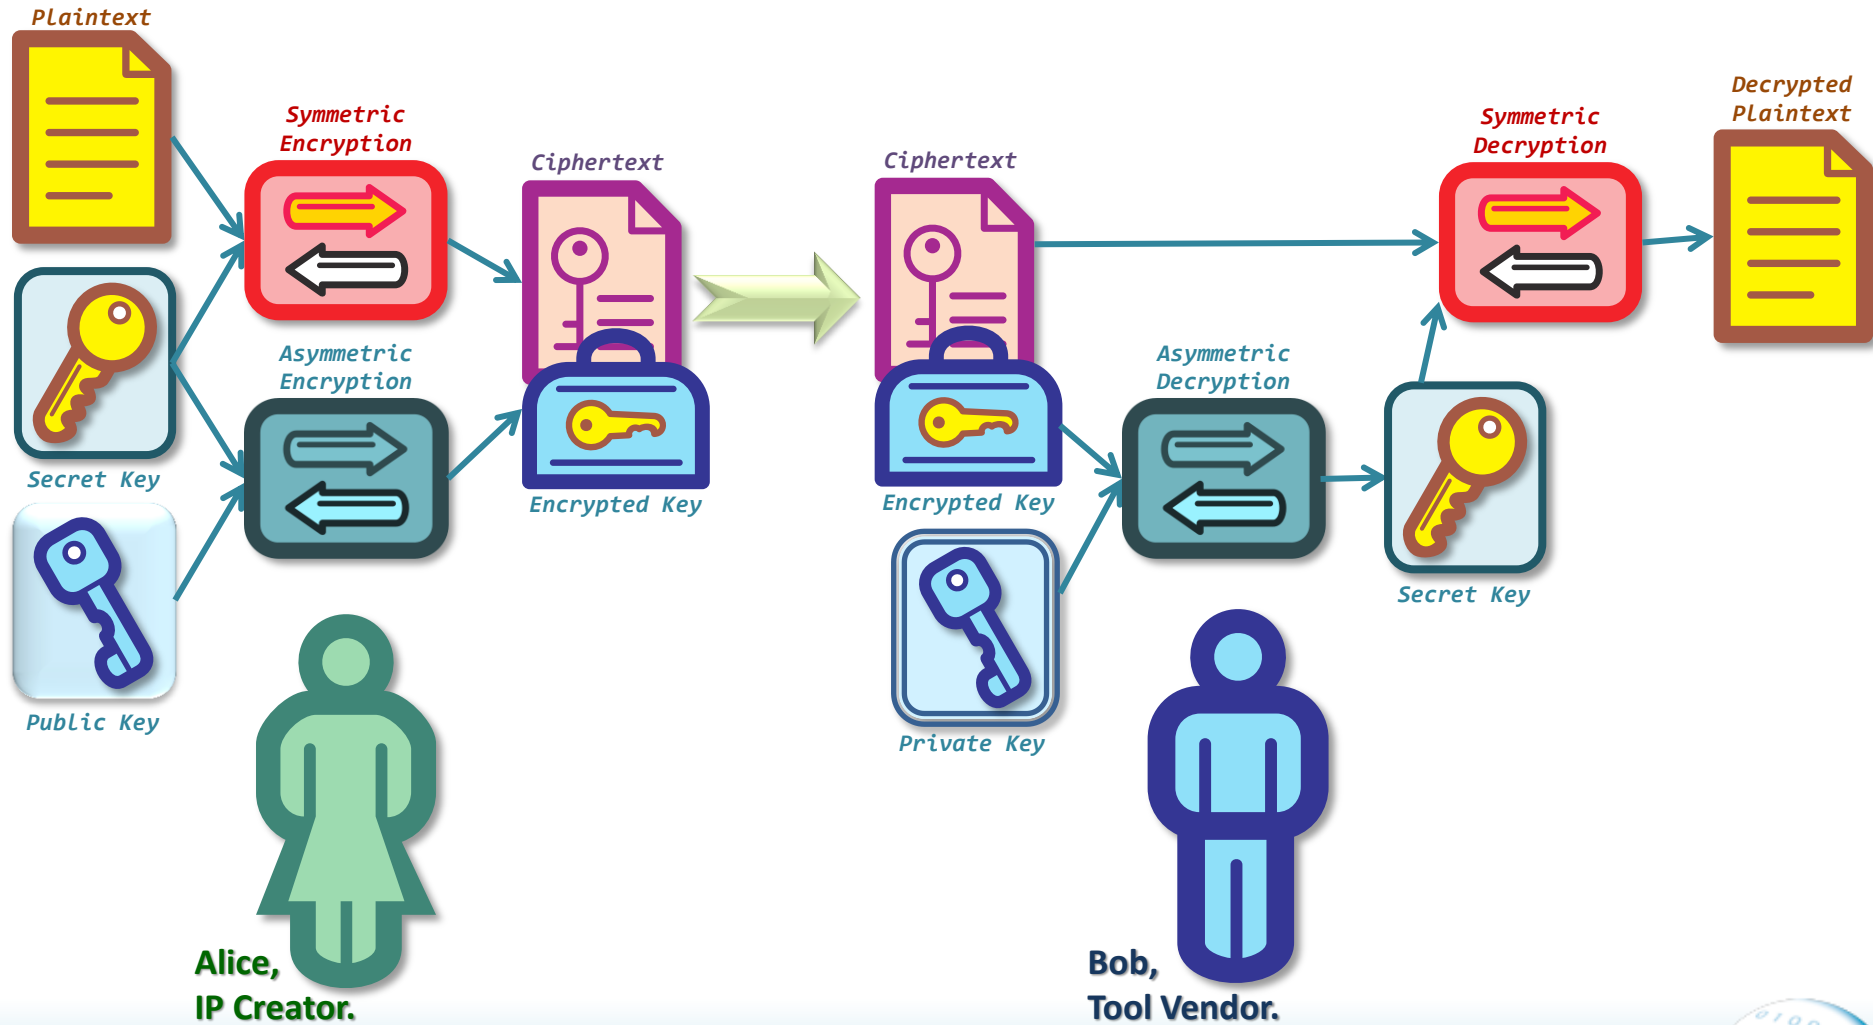 Plaintext
Symmetric
Encryption
Ciphertext
Secret Key
Asymmetric
Encryption
Encrypted Key
Public Key
Alice,
IP Creator.
Ciphertext
Encrypted Key
Private Key
Asymmetric
Decryption
Secret Key
Symmetric
Decryption
Decrypted
Plaintext
Bob,
Tool Vendor.